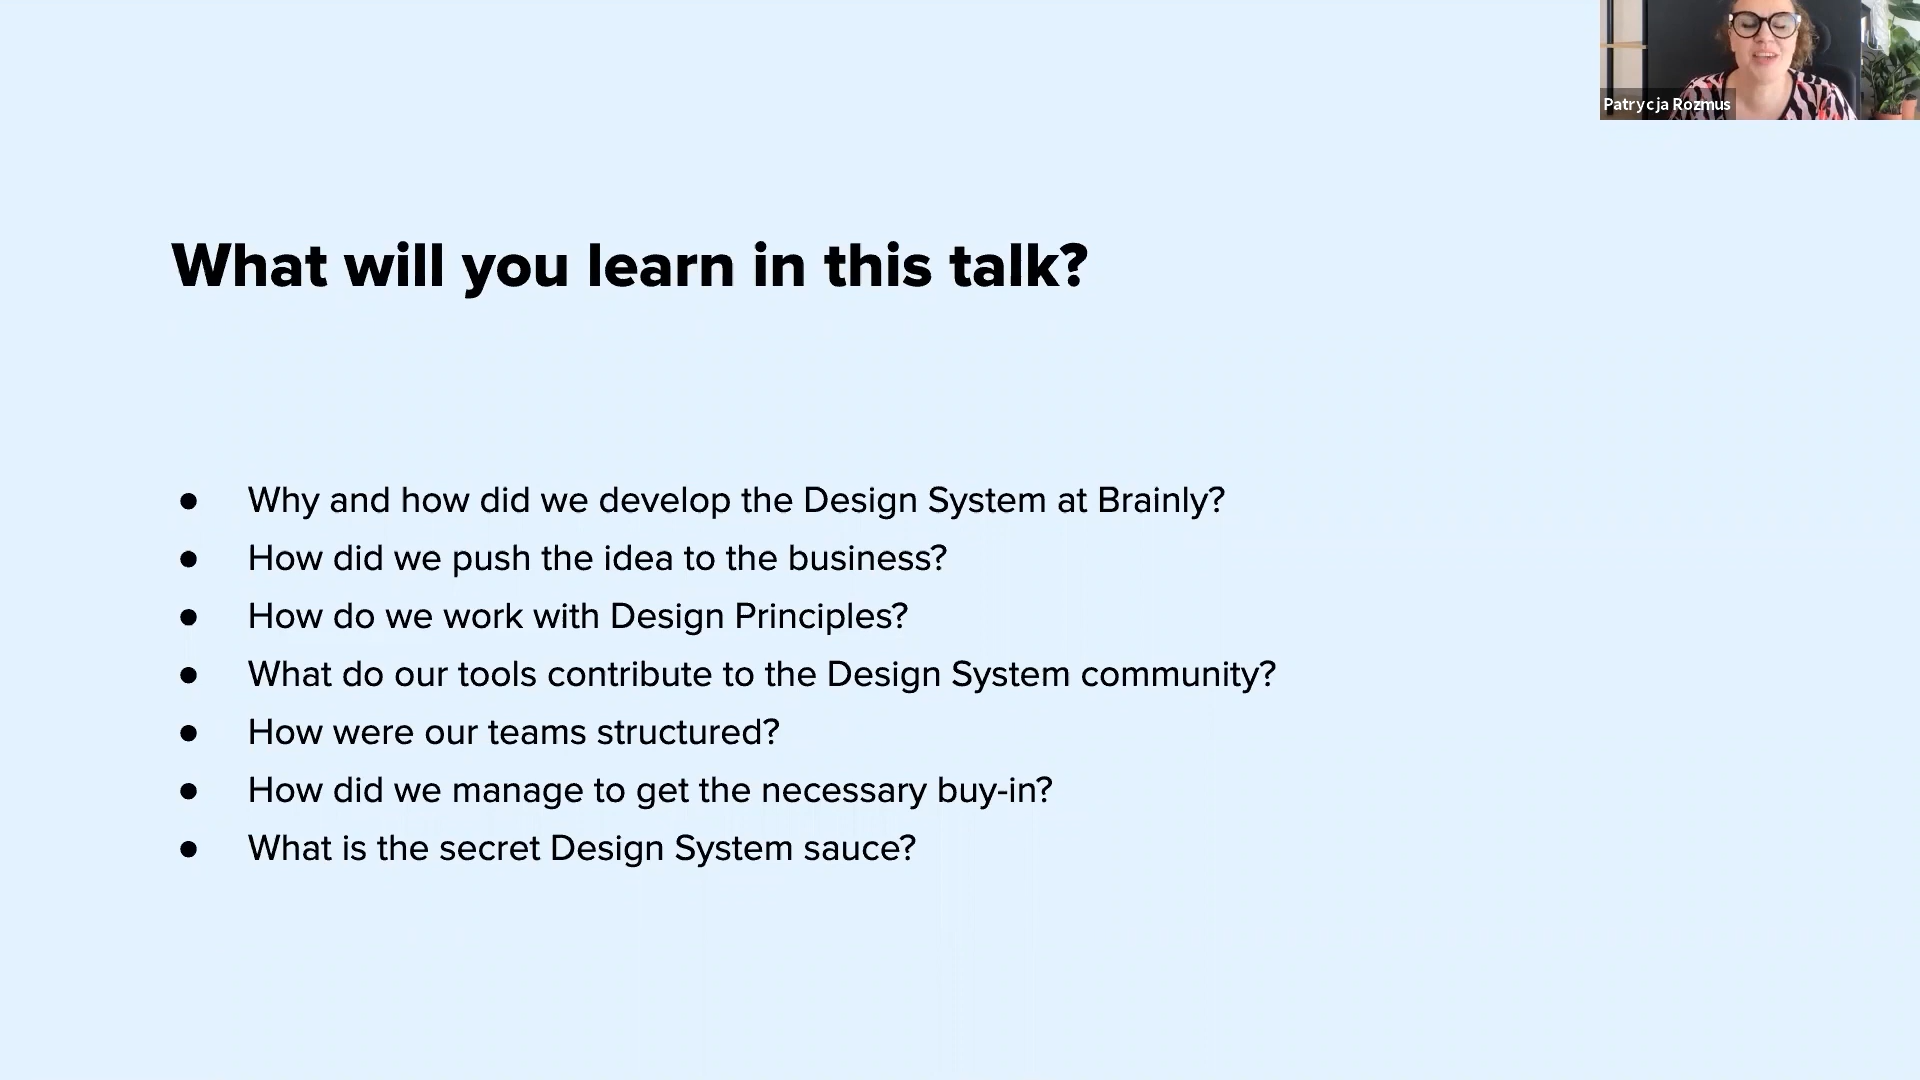 Patrycja Rozmus
What will you learn in this talk?
● Why and how did we develop the Design System at Brainly?
● How did we push the idea to the business?
● How do we work with Design Principles?
● What do our tools contribute to the Design System community?
● How were our teams structured?
● How did we manage to get the necessary buy-in?
● What is the secret Design System sauce?